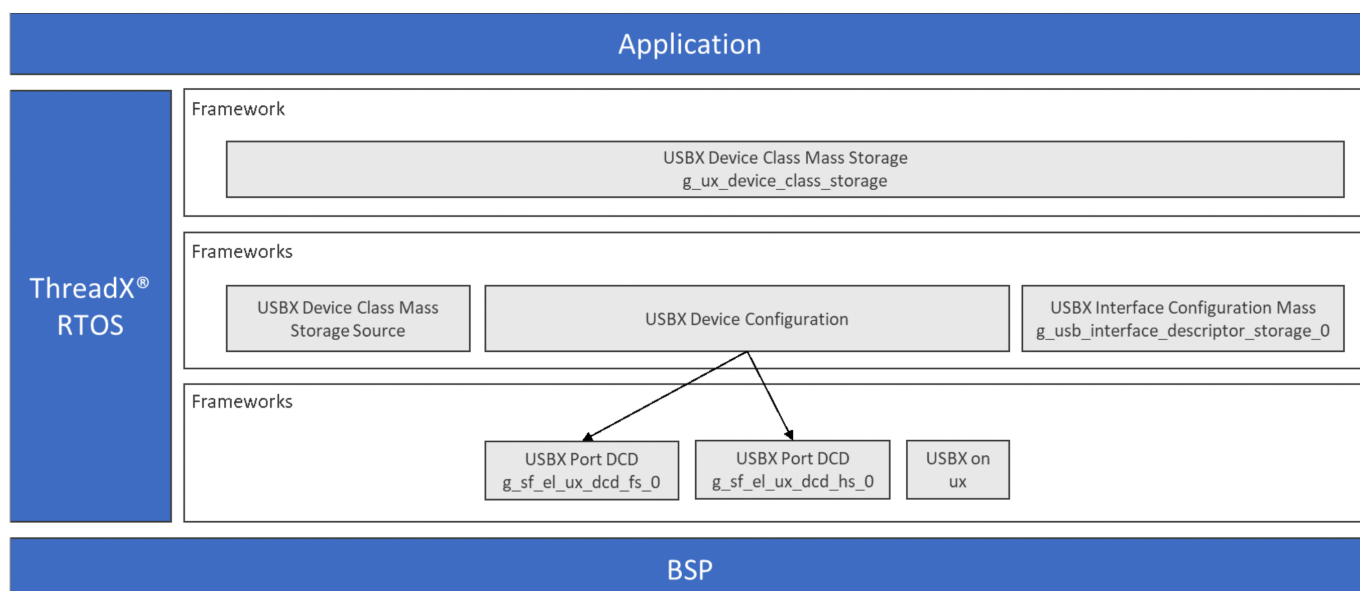 Application
ThreadX®
RTOS
Framework
USBX Device Class Mass Storage
g_ux_device_class_storage
Frameworks
USBX Device Class Mass
Storage Source
USBX Device Configuration
USBX Interface Configuration Mass
g_usb_interface_descriptor_storage_0
Frameworks
USBX Port DCD
g_sf_el_ux_dcd_fs_0
USBX Port DCD
g_sf_el_ux_dcd_hs_0
USBX on
ux
BSP